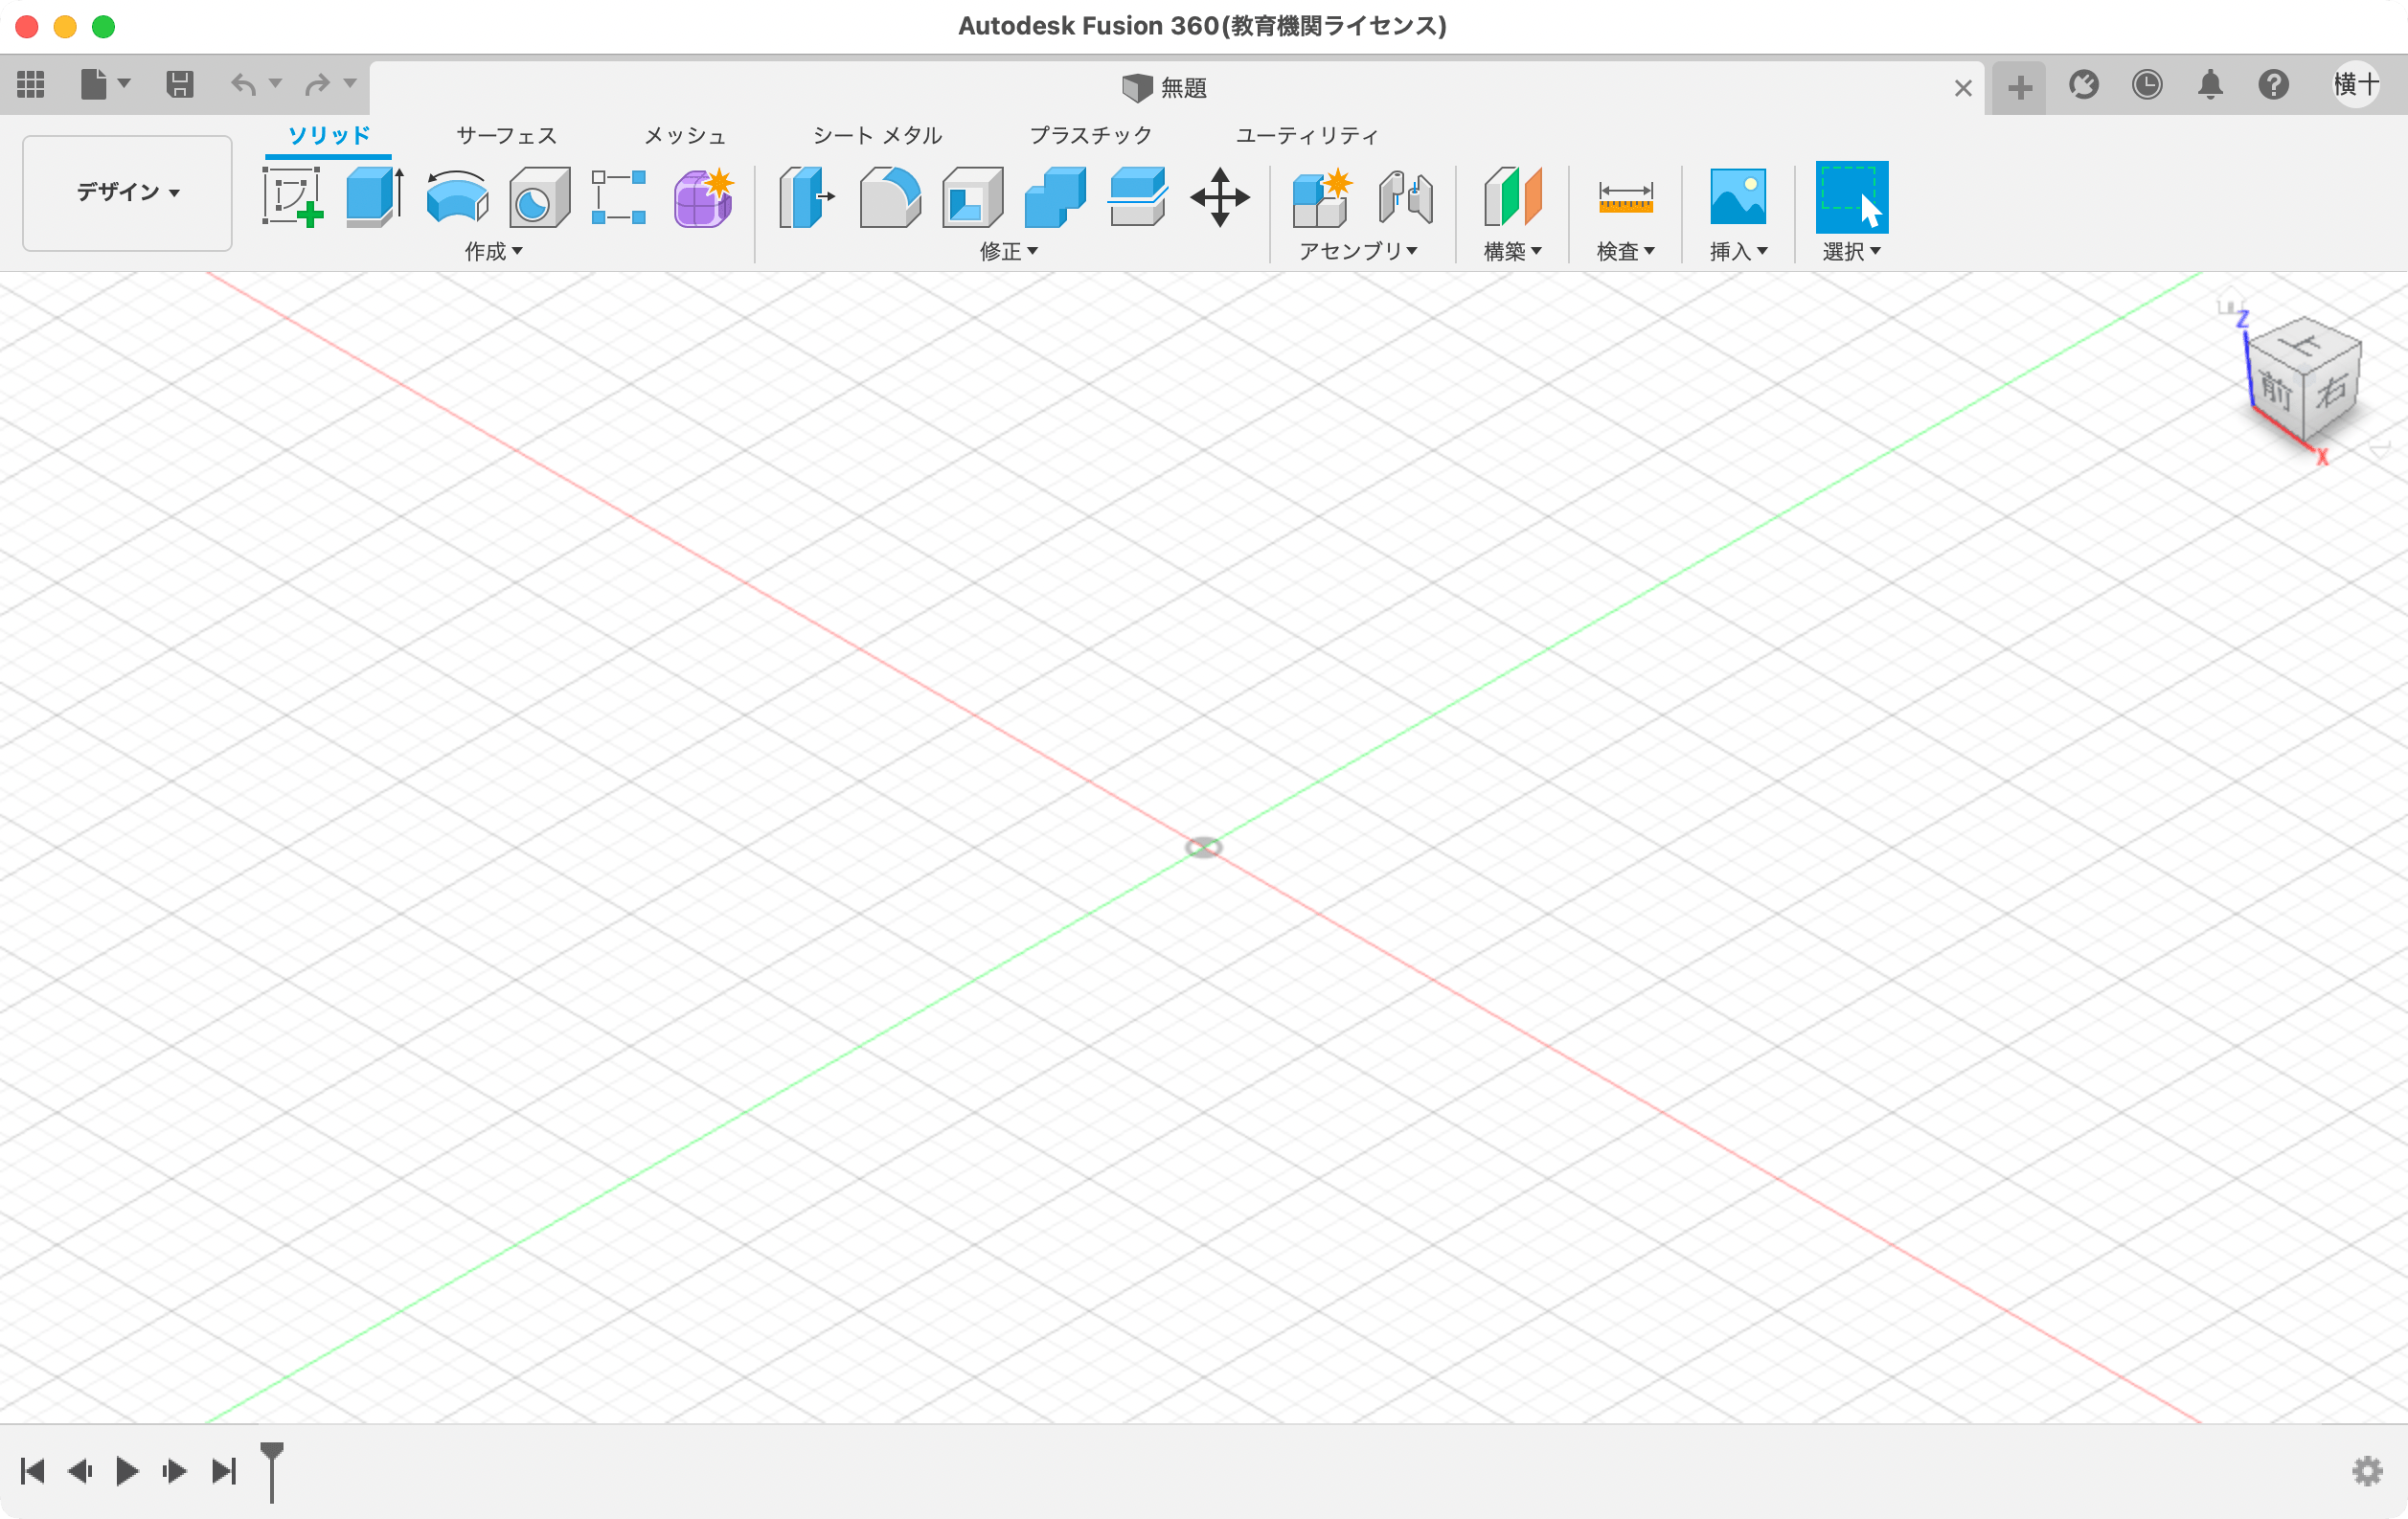 Autodesk Fusion 360(教育機関ライセンス)
無題
横十
ソリッド サーフェス メッシュ シート メタル プラスチック ユーティリティ
デザイン
作成 修正 アセンブリ 構築 検査 挿入 選択
Z
上
前 右
X